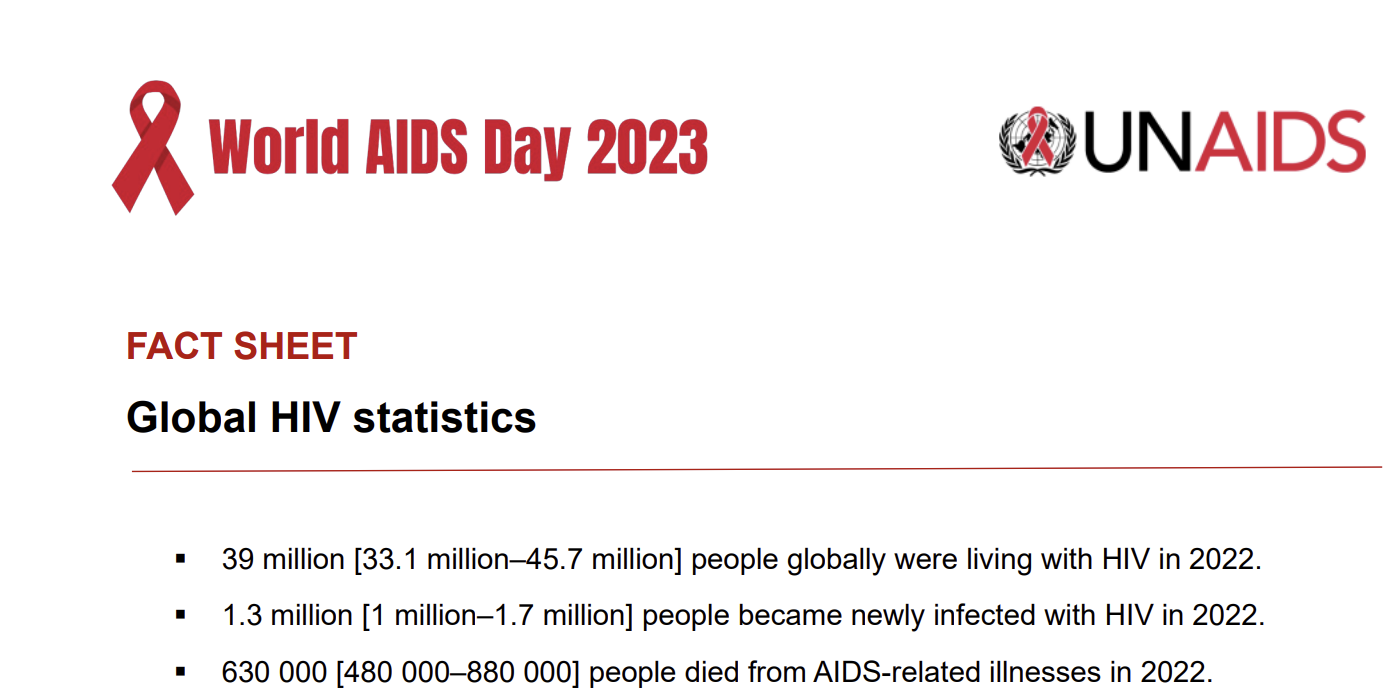 World AIDS Day 2023
UNAIDS
FACT SHEET
Global HIV statistics
▪ 39 million [33.1 million–45.7 million] people globally were living with HIV in 2022.
▪ 1.3 million [1 million–1.7 million] people became newly infected with HIV in 2022.
▪ 630 000 [480 000–880 000] people died from AIDS-related illnesses in 2022.